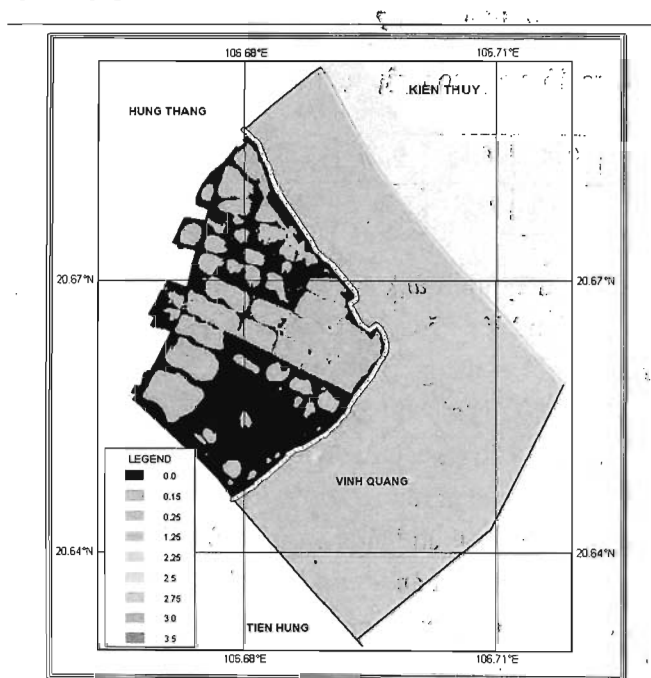 106.68°E 106.71°E
HUNG THANG
KIEN THUY
20.67°N 20.67°N
LEGEND
0.0
0.15
0.25
1.25
2.25
2.5
2.75
3.0
3.5
VINH QUANG
20.64°N 20.64°N
TIEN HUNG
106.68°E 106.71°E